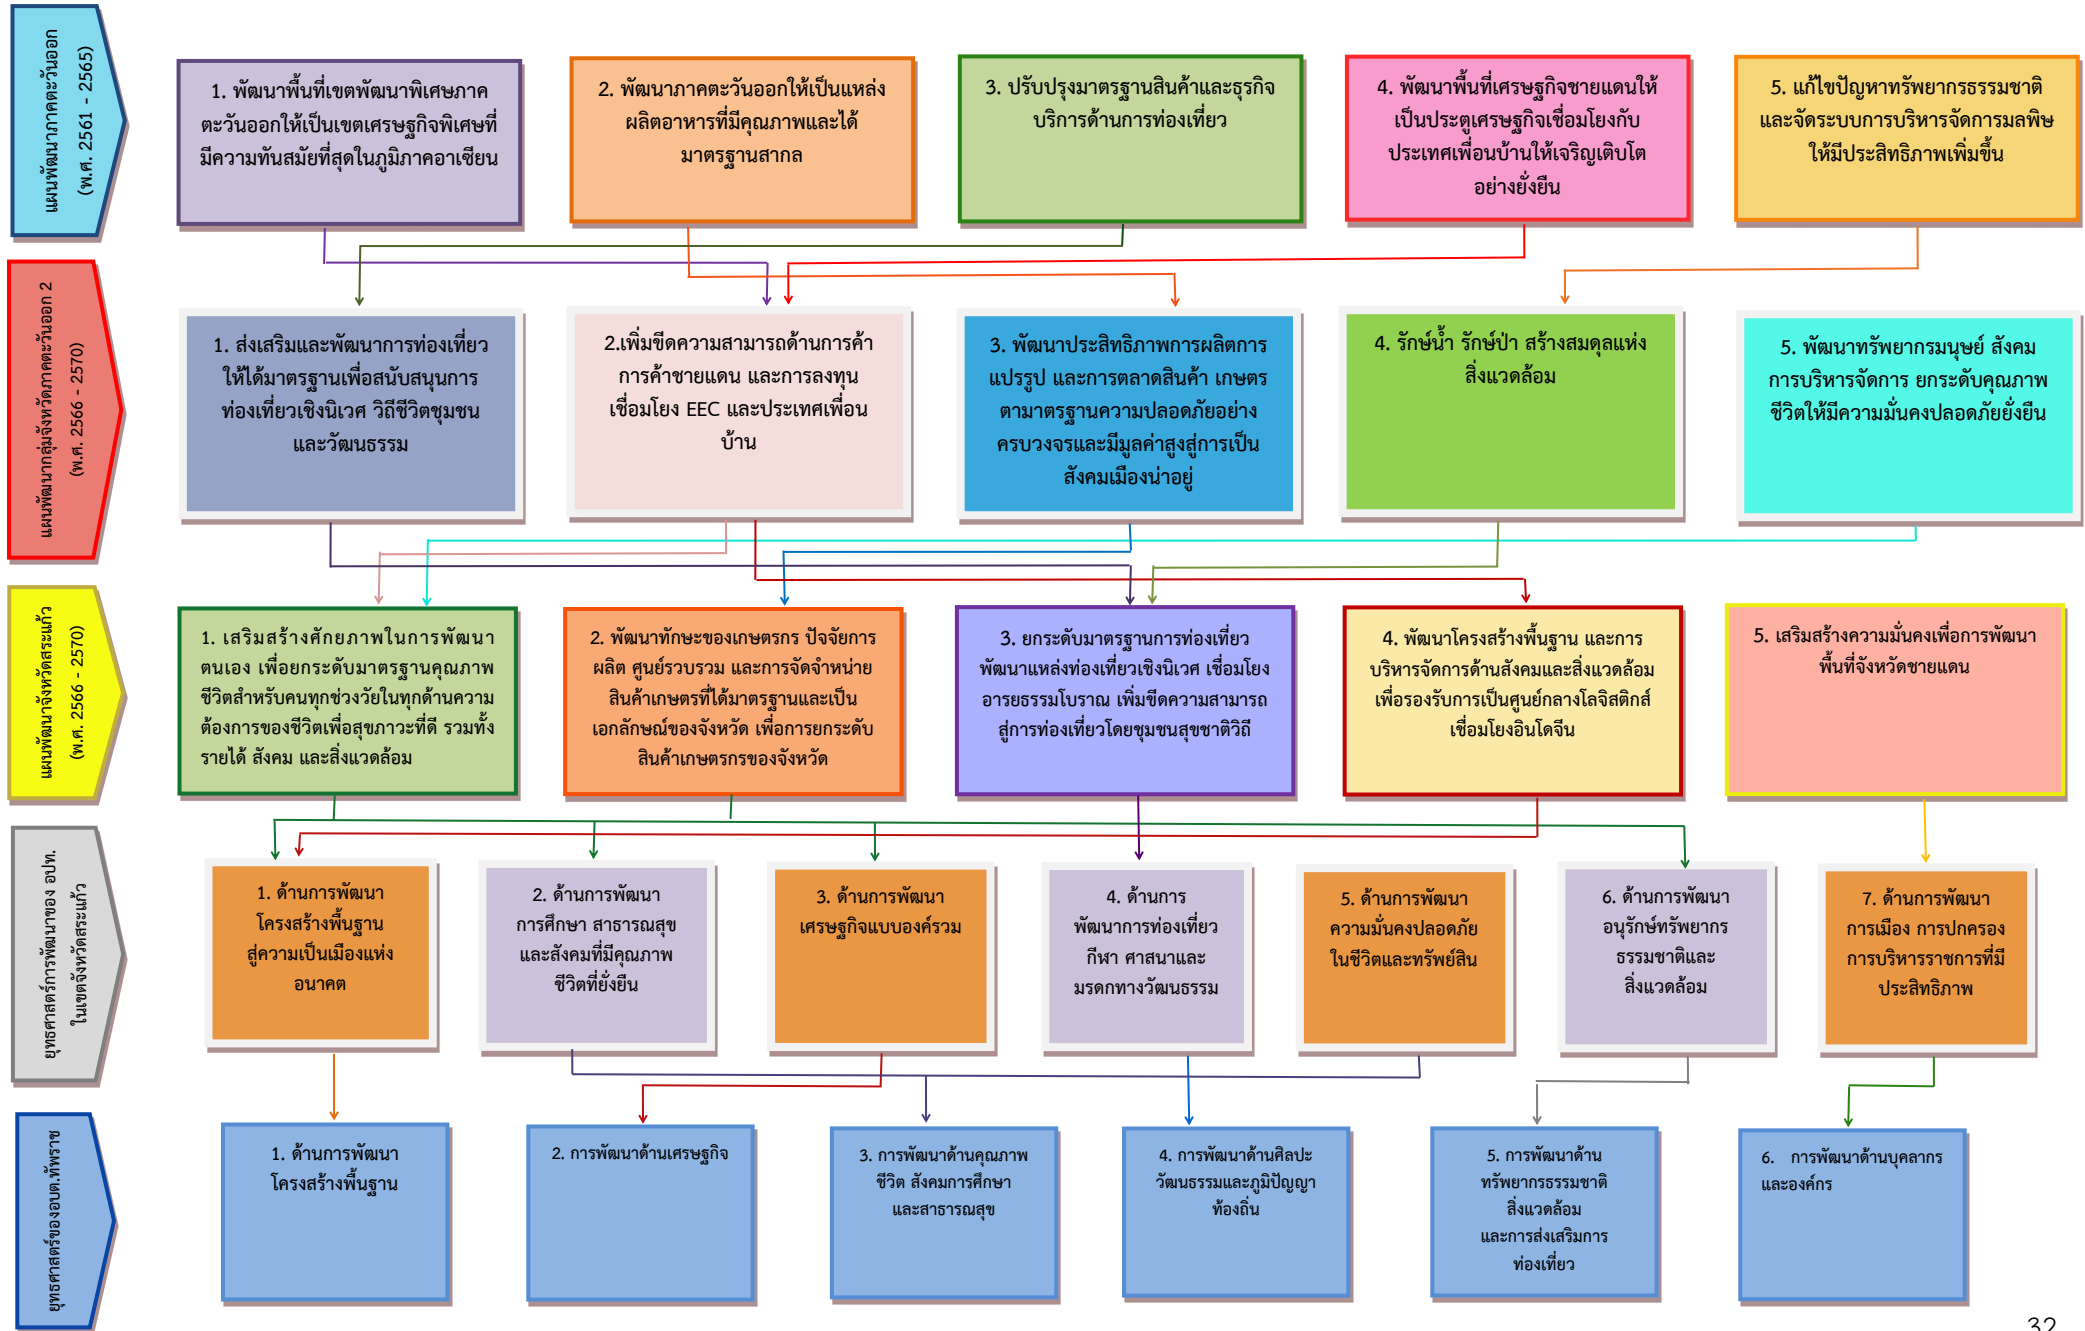 แผนพัฒนาภาคตะวันออก
(พ.ศ. 2561 - 2565)
1. พัฒนาพื้นที่เขตพัฒนาพิเศษภาค
ตะวันออกให้เป็นเขตเศรษฐกิจพิเศษที่
มีความทันสมัยที่สุดในภูมิภาคอาเซียน
2. พัฒนาภาคตะวันออกให้เป็นแหล่ง
ผลิตอาหารที่มีคุณภาพและได้
มาตรฐานสากล
3. ปรับปรุงมาตรฐานสินค้าและธุรกิจ
บริการด้านการท่องเที่ยว
4. พัฒนาพื้นที่เศรษฐกิจชายแดนให้
เป็นประตูเศรษฐกิจเชื่อมโยงกับ
ประเทศเพื่อนบ้านให้เจริญเติบโต
อย่างยั่งยืน
5. แก้ไขปัญหาทรัพยากรธรรมชาติ
และจัดระบบการบริหารจัดการมลพิษ
ให้มีประสิทธิภาพเพิ่มขึ้น
แผนพัฒนากลุ่มจังหวัดภาคตะวันออก 2
(พ.ศ. 2566 - 2570)
1. ส่งเสริมและพัฒนาการท่องเที่ยว
ให้ได้มาตรฐานเพื่อสนับสนุนการ
ท่องเที่ยวเชิงนิเวศ วิถีชีวิตชุมชน
และวัฒนธรรม
2.เพิ่มขีดความสามารถด้านการค้า
การค้าชายแดน และการลงทุน
เชื่อมโยง EEC และประเทศเพื่อน
บ้าน
3. พัฒนาประสิทธิภาพการผลิตการ
แปรรูป และการตลาดสินค้า เกษตร
ตามาตรฐานความปลอดภัยอย่าง
ครบวงจรและมีมูลค่าสูงสู่การเป็น
สังคมเมืองน่าอยู่
4. รักษ์น้ำ รักษ์ป่า สร้างสมดุลแห่ง
สิ่งแวดล้อม
5. พัฒนาทรัพยากรมนุษย์ สังคม
การบริหารจัดการ ยกระดับคุณภาพ
ชีวิตให้มีความมั่นคงปลอดภัยยั่งยืน
แผนพัฒนาจังหวัดสระแก้ว
(พ.ศ. 2566 - 2570)
1. เสริมสร้างศักยภาพในการพัฒนา
ตนเอง เพื่อยกระดับมาตรฐานคุณภาพ
ชีวิตสำหรับคนทุกช่วงวัยในทุกด้านความ
ต้องการของชีวิตเพื่อสุขภาวะที่ดี รวมทั้ง
รายได้ สังคม และสิ่งแวดล้อม
2. พัฒนาทักษะของเกษตรกร ปัจจัยการ
ผลิต ศูนย์รวบรวม และการจัดจำหน่าย
สินค้าเกษตรที่ได้มาตรฐานและเป็น
เอกลักษณ์ของจังหวัด เพื่อการยกระดับ
สินค้าเกษตรกรของจังหวัด
3. ยกระดับมาตรฐานการท่องเที่ยว
พัฒนาแหล่งท่องเที่ยวเชิงนิเวศ เชื่อมโยง
อารยธรรมโบราณ เพิ่มขีดความสามารถ
สู่การท่องเที่ยวโดยชุมชนสุขชาติวิถี
4. พัฒนาโครงสร้างพื้นฐาน และการ
บริหารจัดการด้านสังคมและสิ่งแวดล้อม
เพื่อรองรับการเป็นศูนย์กลางโลจิสติกส์
เชื่อมโยงอินโดจีน
5. เสริมสร้างความมั่นคงเพื่อการพัฒนา
พื้นที่จังหวัดชายแดน
ยุทธศาสตร์การพัฒนาของ อปท.
ในเขตจังหวัดสระแก้ว
1. ด้านการพัฒนา
โครงสร้างพื้นฐาน
สู่ความเป็นเมืองแห่ง
อนาคต
2. ด้านการพัฒนา
การศึกษา สาธารณสุข
และสังคมที่มีคุณภาพ
ชีวิตที่ยั่งยืน
3. ด้านการพัฒนา
เศรษฐกิจแบบองค์รวม
4. ด้านการ
พัฒนาการท่องเที่ยว
กีฬา ศาสนาและ
มรดกทางวัฒนธรรม
5. ด้านการพัฒนา
ความมั่นคงปลอดภัย
ในชีวิตและทรัพย์สิน
6. ด้านการพัฒนา
อนุรักษ์ทรัพยากร
ธรรมชาติและ
สิ่งแวดล้อม
7. ด้านการพัฒนา
การเมือง การปกครอง
การบริหารราชการที่มี
ประสิทธิภาพ
ยุทธศาสตร์ของอบต.ทัพราช
1. ด้านการพัฒนา
โครงสร้างพื้นฐาน
2. การพัฒนาด้านเศรษฐกิจ
3. การพัฒนาด้านคุณภาพ
ชีวิต สังคมการศึกษา
และสาธารณสุข
4. การพัฒนาด้านศิลปะ
วัฒนธรรมและภูมิปัญญา
ท้องถิ่น
5. การพัฒนาด้าน
ทรัพยากรธรรมชาติ
สิ่งแวดล้อม
และการส่งเสริมการ
ท่องเที่ยว
6. การพัฒนาด้านบุคลากร
และองค์กร
32